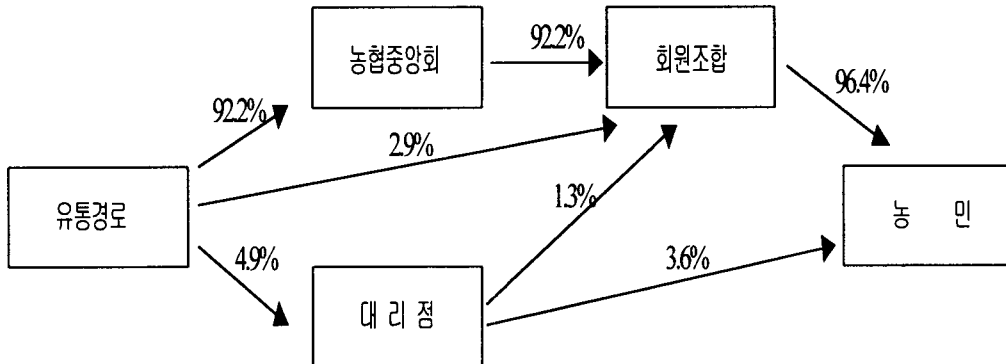 농협중앙회
92.2%
회원조합
96.4%
92.2%
2.9%
유통경로
1.3%
농 민
4.9%
3.6%
대 리 점